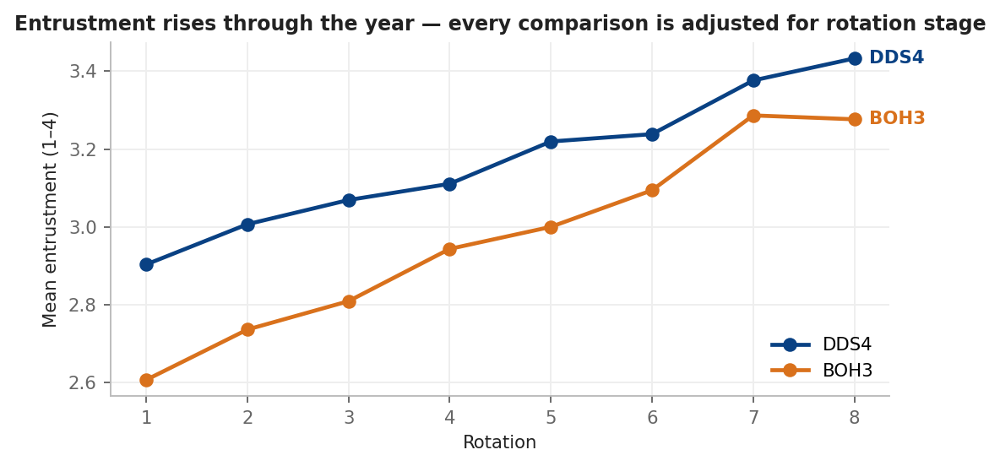 Entrustment rises through the year — every comparison is adjusted for rotation stage
Mean entrustment (1–4)
3.4
3.2
3.0
2.8
2.6
DDS4
BOH3
DDS4
BOH3
1 2 3 4 5 6 7 8
Rotation